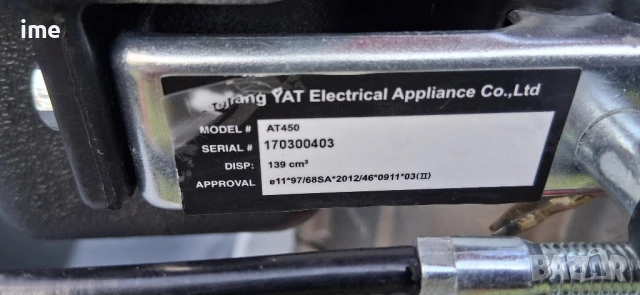 ime
YAT Electrical Appliance Co.,Ltd
MODEL # AT450
SERIAL # 170300403
DISP: 139 cm³
APPROVAL e11*97/68SA*2012/46*0911*03(II)
BAZAR